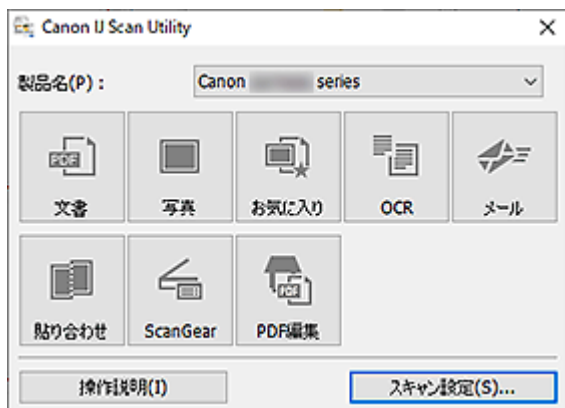 Canon IJ Scan Utility
製品名(P) : Canon series
PDF
文書 写真 お気に入り OCR メール
PDF
貼り合わせ ScanGear PDF編集
操作説明(I) スキャン設定(S)...